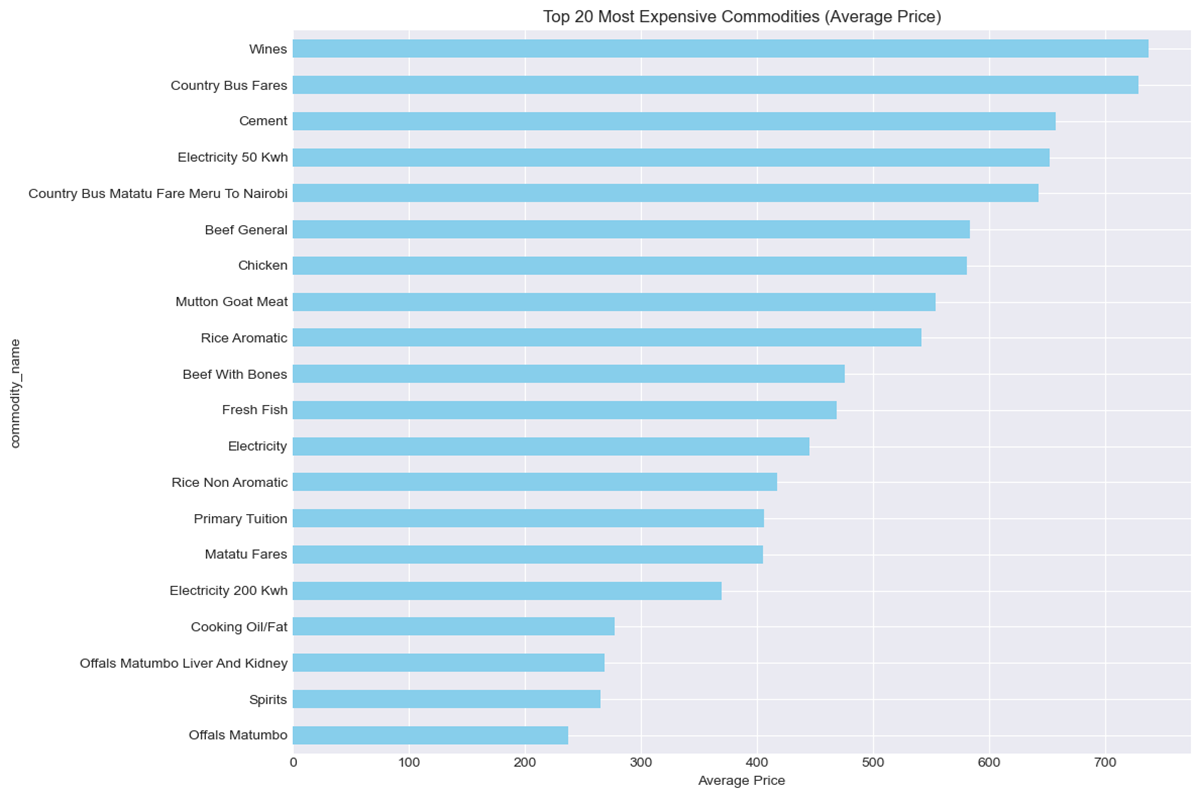 Top 20 Most Expensive Commodities (Average Price)
commodity_name
Wines
Country Bus Fares
Cement
Electricity 50 Kwh
Country Bus Matatu Fare Meru To Nairobi
Beef General
Chicken
Mutton Goat Meat
Rice Aromatic
Beef With Bones
Fresh Fish
Electricity
Rice Non Aromatic
Primary Tuition
Matatu Fares
Electricity 200 Kwh
Cooking Oil/Fat
Offals Matumbo Liver And Kidney
Spirits
Offals Matumbo
0 100 200 300 400 500 600 700
Average Price